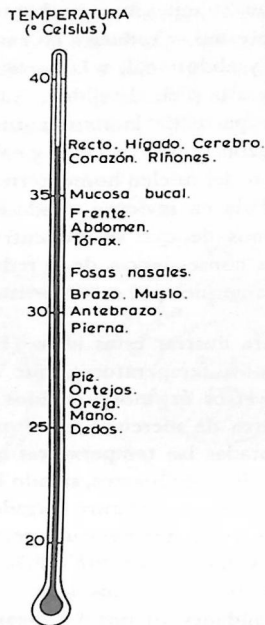 TEMPERATURA
(° Celsius)
40
Recto. Hígado. Cerebro.
Corazón. Riñones.
35
Mucosa bucal.
Frente.
Abdomen.
Tórax.
Fosas nasales.
Brazo. Muslo.
30
Antebrazo.
Pierna.
Pie.
Ortejos.
Oreja.
Mano.
25
Dedos.
20